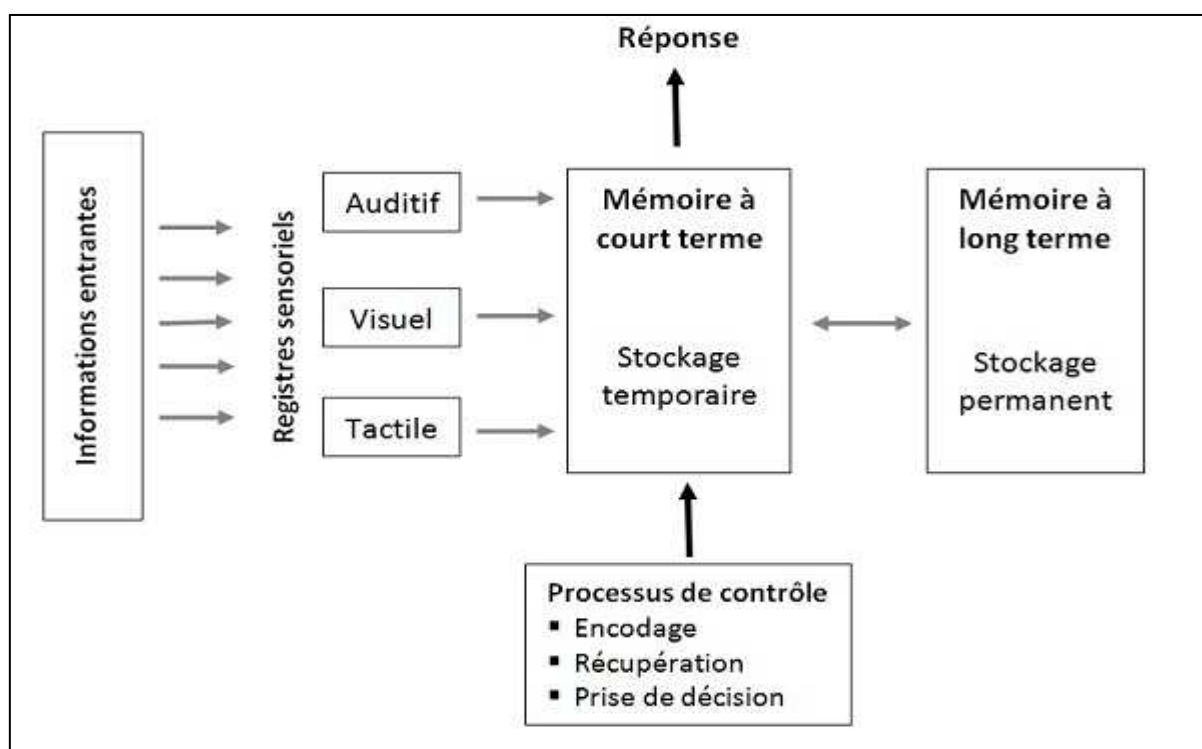 Réponse
Informations entrantes
Registres sensoriels
Auditif
Visuel
Tactile
Mémoire à
court terme
Stockage
temporaire
Mémoire à
long terme
Stockage
permanent
Processus de contrôle
▪ Encodage
▪ Récupération
▪ Prise de décision